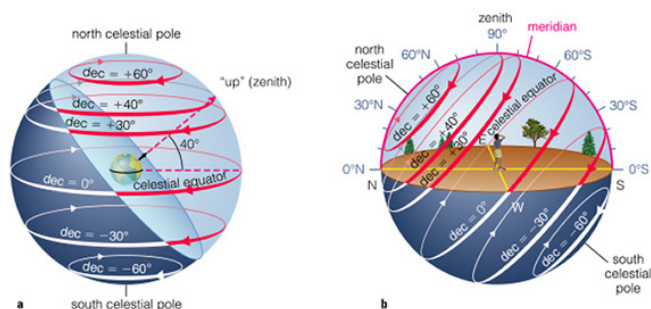 north celestial pole
dec = +60°
"up" (zenith)
dec = +40°
dec = +30°
40°
celestial equator
dec = 0°
dec = −30°
dec = −60°
a
south celestial pole
zenith
90°
meridian
60°N
60°S
north
celestial
pole
30°N
30°S
dec = +60°
dec = +40°
dec = +30°
celestial equator
E
0°N
0°S
N
S
W
dec = 0°
dec = −30°
dec = −60°
south
celestial
pole
b